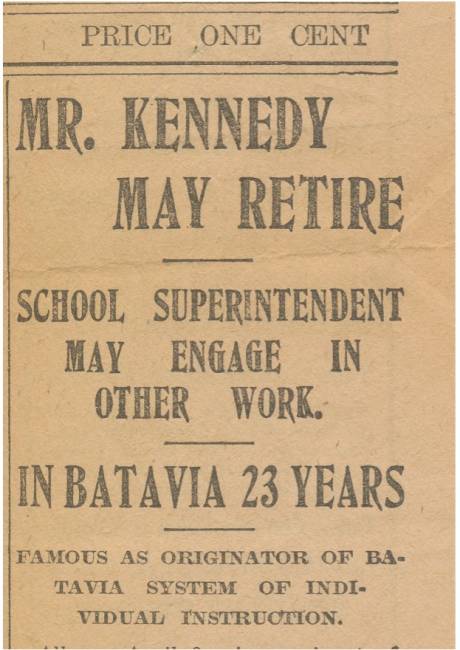 PRICE ONE CENT
MR. KENNEDY
MAY RETIRE
SCHOOL SUPERINTENDENT
MAY ENGAGE IN
OTHER WORK.
IN BATAVIA 23 YEARS
FAMOUS AS ORIGINATOR OF BA-
TAVIA SYSTEM OF INDI-
VIDUAL INSTRUCTION.